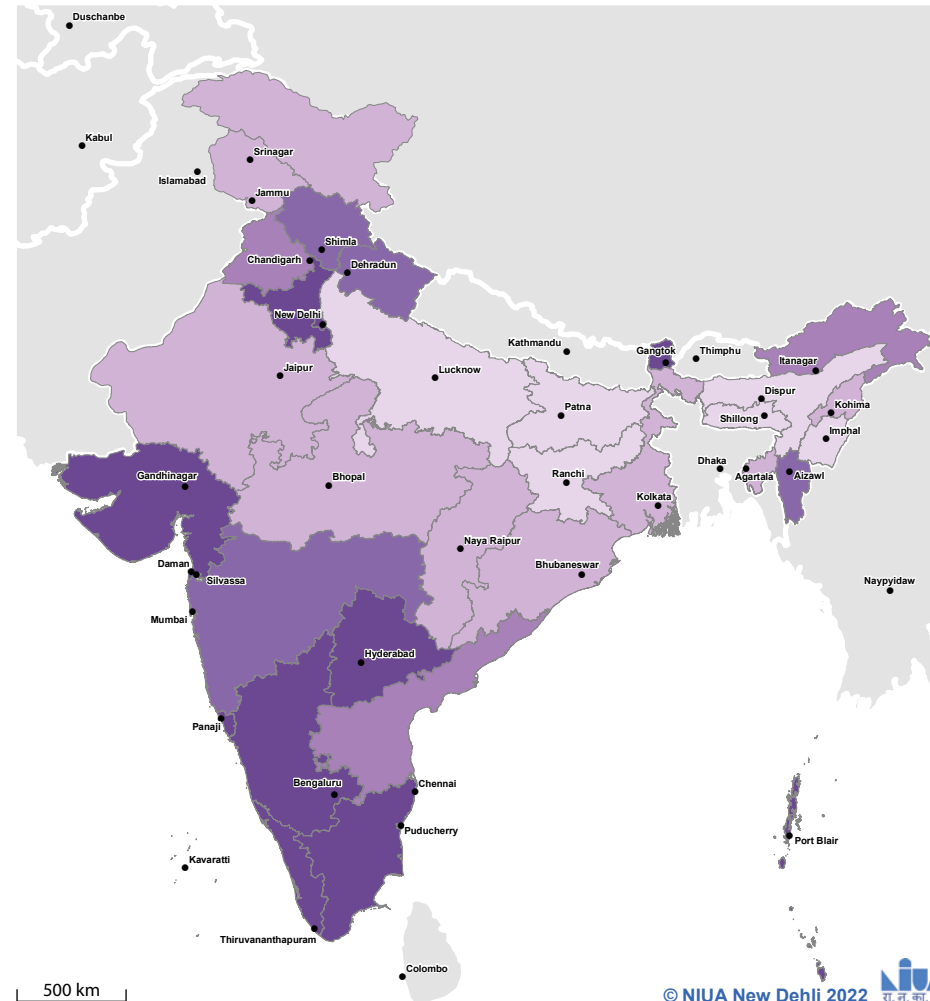 Duschanbe
Kabul
Srinagar
Islamabad
Jammu
Shimla
Chandigarh
Dehradun
New Delhi
Kathmandu
Gangtok
Thimphu
Itanagar
Jaipur
Lucknow
Dispur
Patna
Kohima
Shillong
Imphal
Dhaka
Gandhinagar
Bhopal
Ranchi
Agartala
Aizawl
Kolkata
Naya Raipur
Daman
Bhubaneswar
Silvassa
Naypyidaw
Mumbai
Hyderabad
Panaji
Bengaluru
Chennai
Puducherry
Port Blair
Kavaratti
Thiruvananthapuram
Colombo
500 km
© NIUA New Dehli 2022
NIUA
रा. न. का.